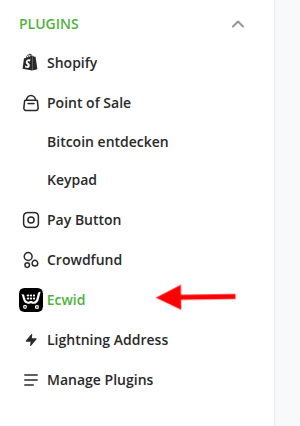 PLUGINS
Shopify
Point of Sale
Bitcoin entdecken
Keypad
Pay Button
Crowdfund
Ecwid
Lightning Address
Manage Plugins